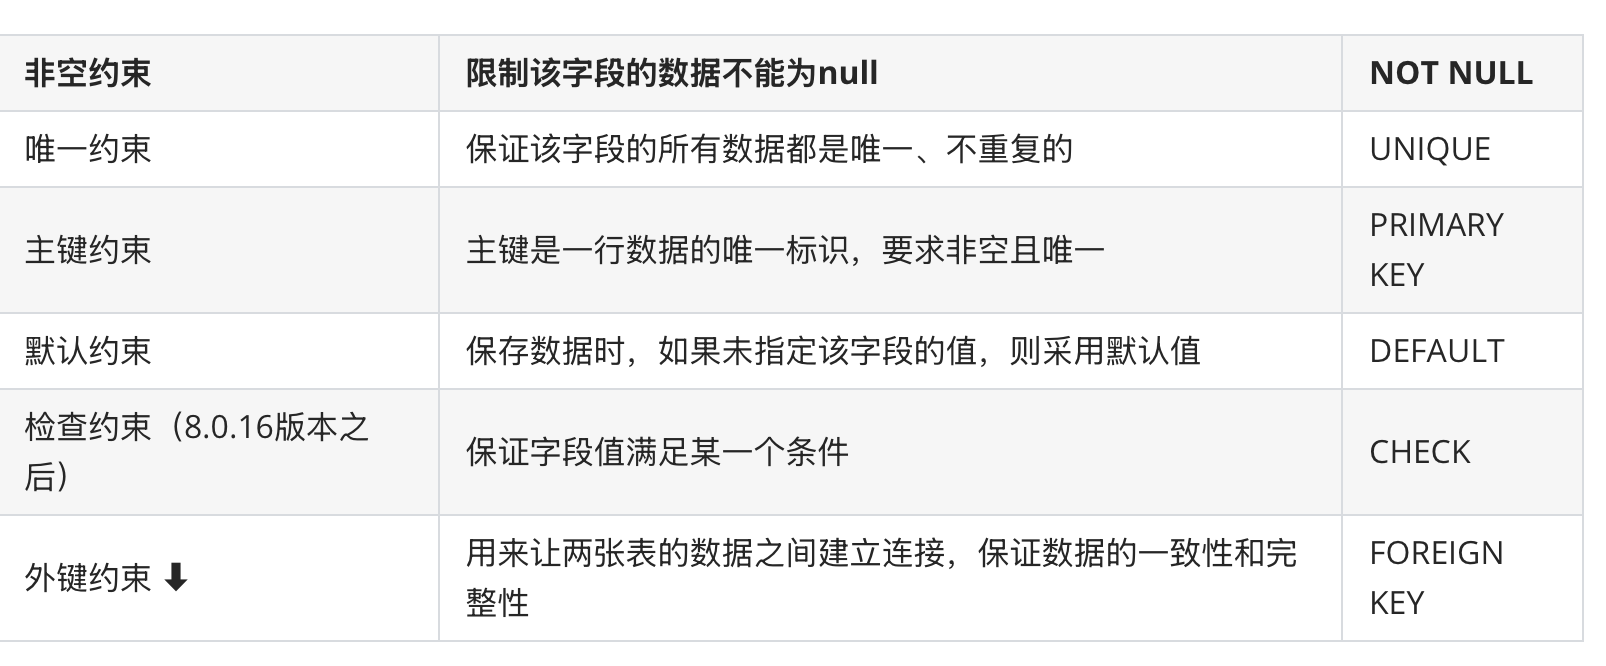 非空约束
限制该字段的数据不能为null
NOT NULL
唯一约束
保证该字段的所有数据都是唯一、不重复的
UNIQUE
主键约束
主键是一行数据的唯一标识，要求非空且唯一
PRIMARY
KEY
默认约束
保存数据时，如果未指定该字段的值，则采用默认值
DEFAULT
检查约束（8.0.16版本之
后）
保证字段值满足某一个条件
CHECK
外键约束 ⬇
用来让两张表的数据之间建立连接，保证数据的一致性和完
整性
FOREIGN
KEY